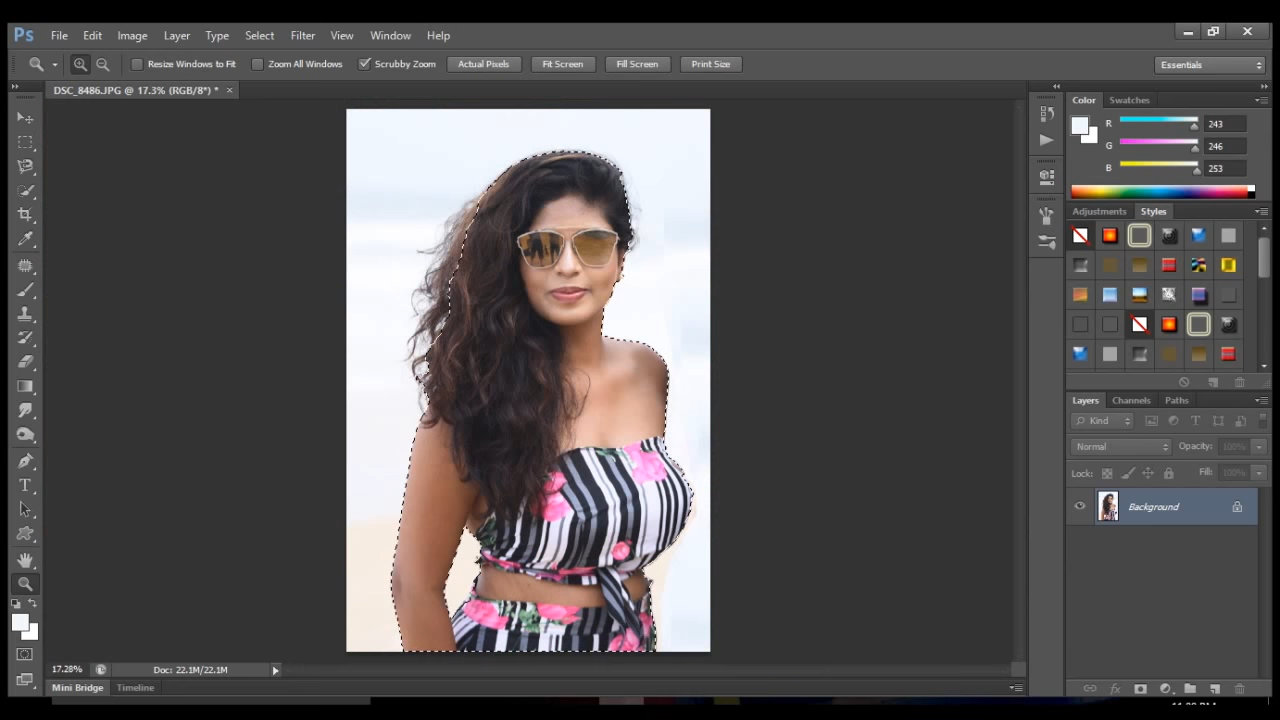 Ps File Edit Image Layer Type Select Filter View Window Help
Resize Windows to Fit Zoom All Windows Scrubby Zoom Actual Pixels Fit Screen Fill Screen Print Size Essentials
DSC_8486.JPG @ 17.3% (RGB/8*) * ×
Color Swatches
R 243
G 246
B 253
Adjustments Styles
Layers Channels Paths
Kind
Normal Opacity: 100%
Lock: Fill: 100%
Background
T
17.28% Doc: 22.1M/22.1M
fx
Mini Bridge Timeline